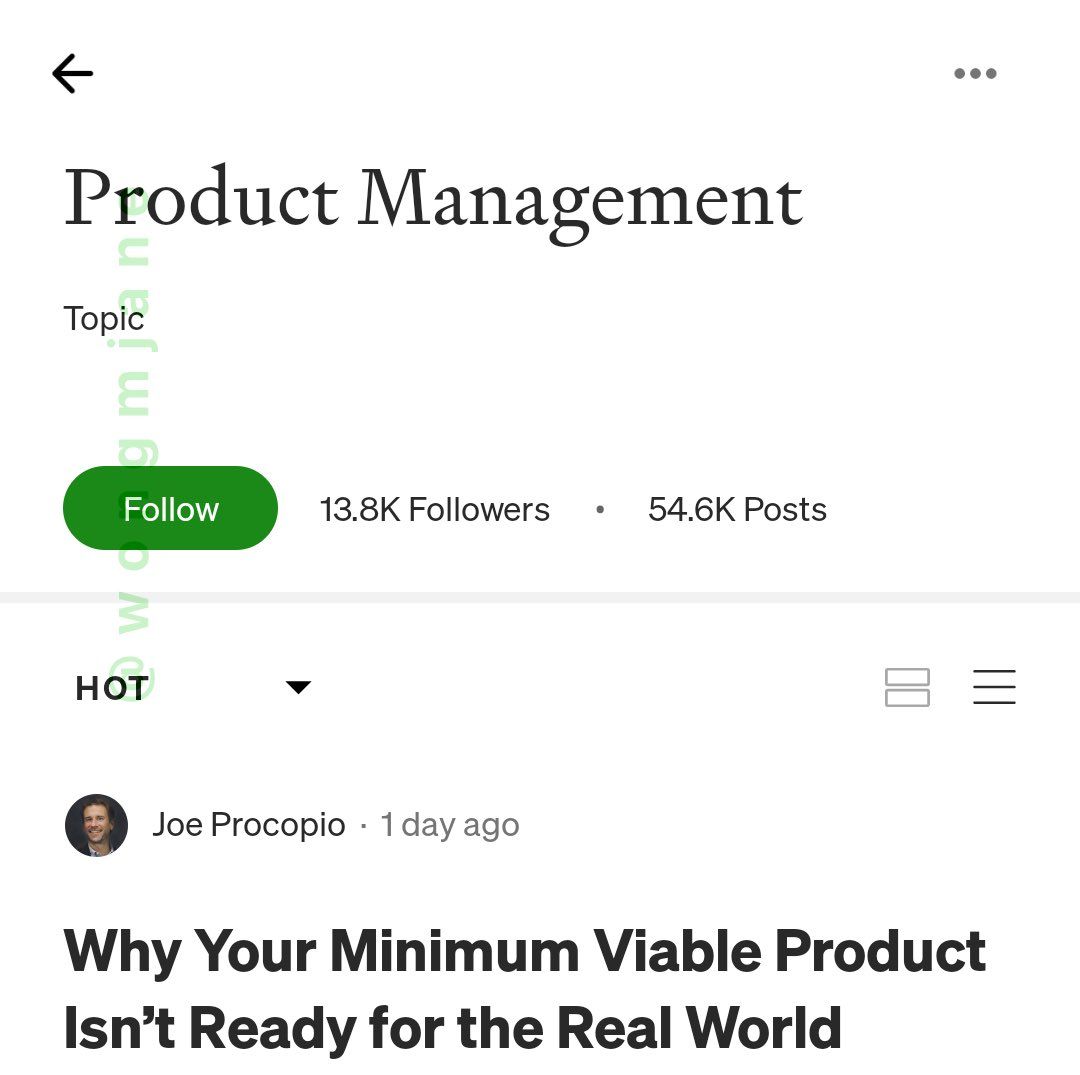 Product Management
Topic
Follow
13.8K Followers • 54.6K Posts
HOT
Joe Procopio · 1 day ago
Why Your Minimum Viable Product
Isn’t Ready for the Real World
@wongmjane